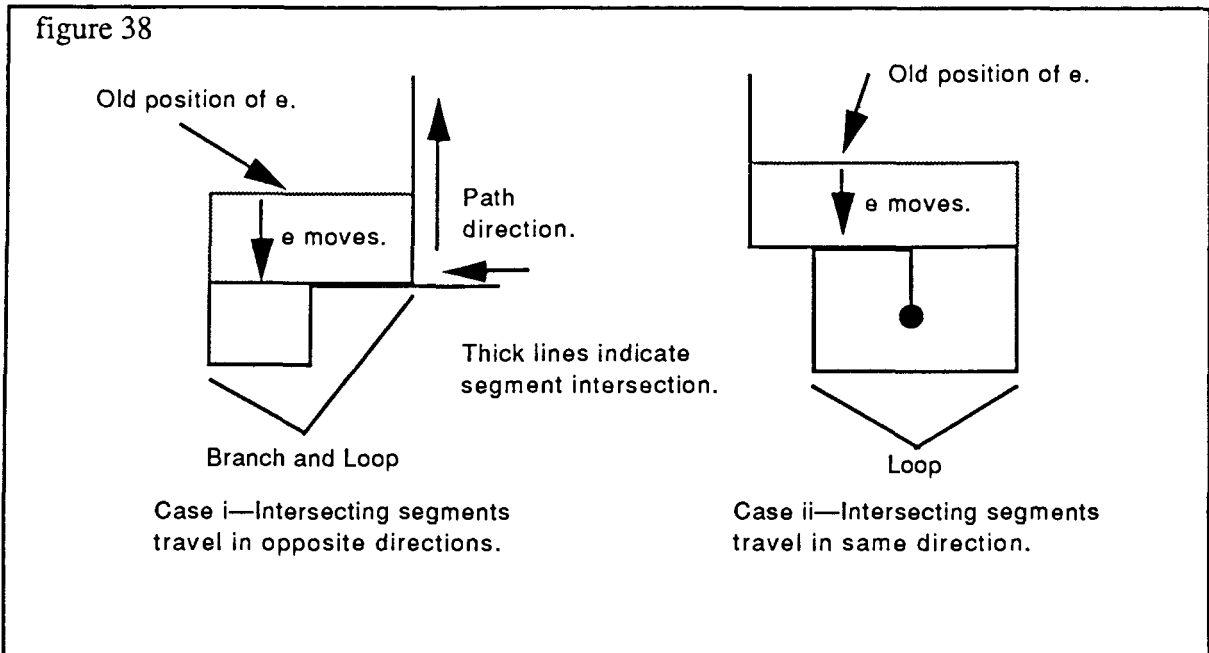 figure 38
Old position of e.
e moves.
Path
direction.
Thick lines indicate
segment intersection.
Branch and Loop
Case i—Intersecting segments
travel in opposite directions.
Old position of e.
e moves.
Loop
Case ii—Intersecting segments
travel in same direction.